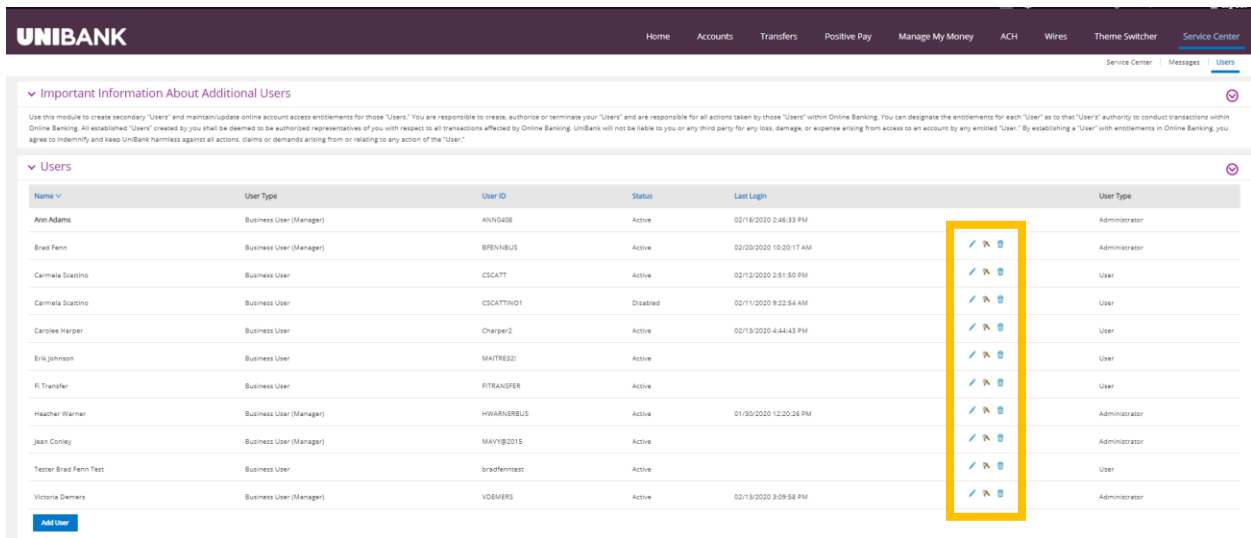 UNIBANK
Home Accounts Transfers Positive Pay Manage My Money ACH Wires Theme Switcher Service Center
Service Center | Messages | Users
Important Information About Additional Users
Use this module to create secondary "Users" and maintain/update online account access entitlements for those "Users." You are responsible to create, authorize or terminate your "Users" and are responsible for all actions taken by those "Users" within Online Banking. You can designate the entitlements for each "User" as to that "User's" authority to conduct transactions within
Online Banking. All established "Users" created by you shall be deemed to be authorized representatives of you with respect to all transactions affected by Online Banking. UniBank will not be liable to you or any third party for any loss, damage, or expense arising from access to an account by any entitled "User." By establishing a "User" with entitlements in Online Banking, you
agree to indemnify and keep UniBank harmless against all actions, claims or demands arising from or relating to any action of the "User."
Users
Name User Type User ID Status Last Login User Type
Ann Adams Business User (Manager) ANN0408 Active 02/18/2020 2:46:33 PM Administrator
Brad Fenn Business User (Manager) BFENNBUS Active 02/20/2020 10:20:17 AM Administrator
Carmela Scattino Business User CSCATT Active 02/12/2020 2:51:50 PM User
Carmela Scattino Business User CSCATTINO1 Disabled 02/11/2020 9:22:54 AM User
Carolee Harper Business User Charper2 Active 02/13/2020 4:44:43 PM User
Erik Johnson Business User MAITRE32! Active User
Fi Transfer Business User FITRANSFER Active User
Heather Warner Business User (Manager) HWARNERBUS Active 01/30/2020 12:20:26 PM Administrator
Jean Conley Business User (Manager) MAVY@2015 Active Administrator
Tester Brad Fenn Test Business User bradfenntest Active User
Victoria Demers Business User (Manager) VDEMERS Active 02/13/2020 3:09:58 PM Administrator
Add User